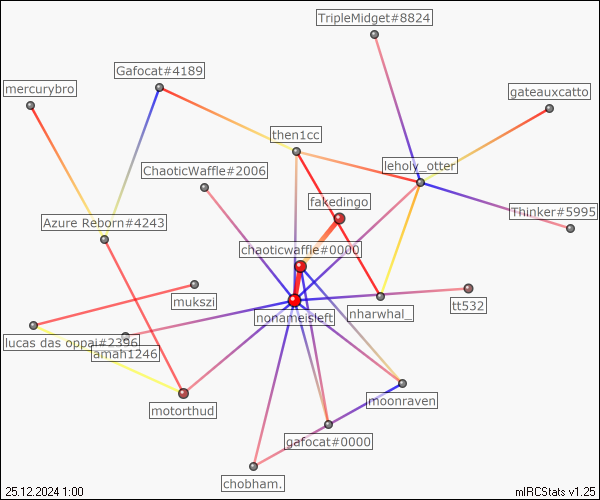 TripleMidget#8824
Gafocat#4189
mercurybro
gateauxcatto
then1cc
ChaoticWaffle#2006
leholy_otter
fakedingo
Thinker#5995
Azure Reborn#4243
chaoticwaffle#0000
mukszi
tt532
nharwhal_
nonameisleft
lucas das oppai#2396
amah1246
moonraven
motorthud
gafocat#0000
chobham.
25.12.2024 1:00
mIRCStats v1.25